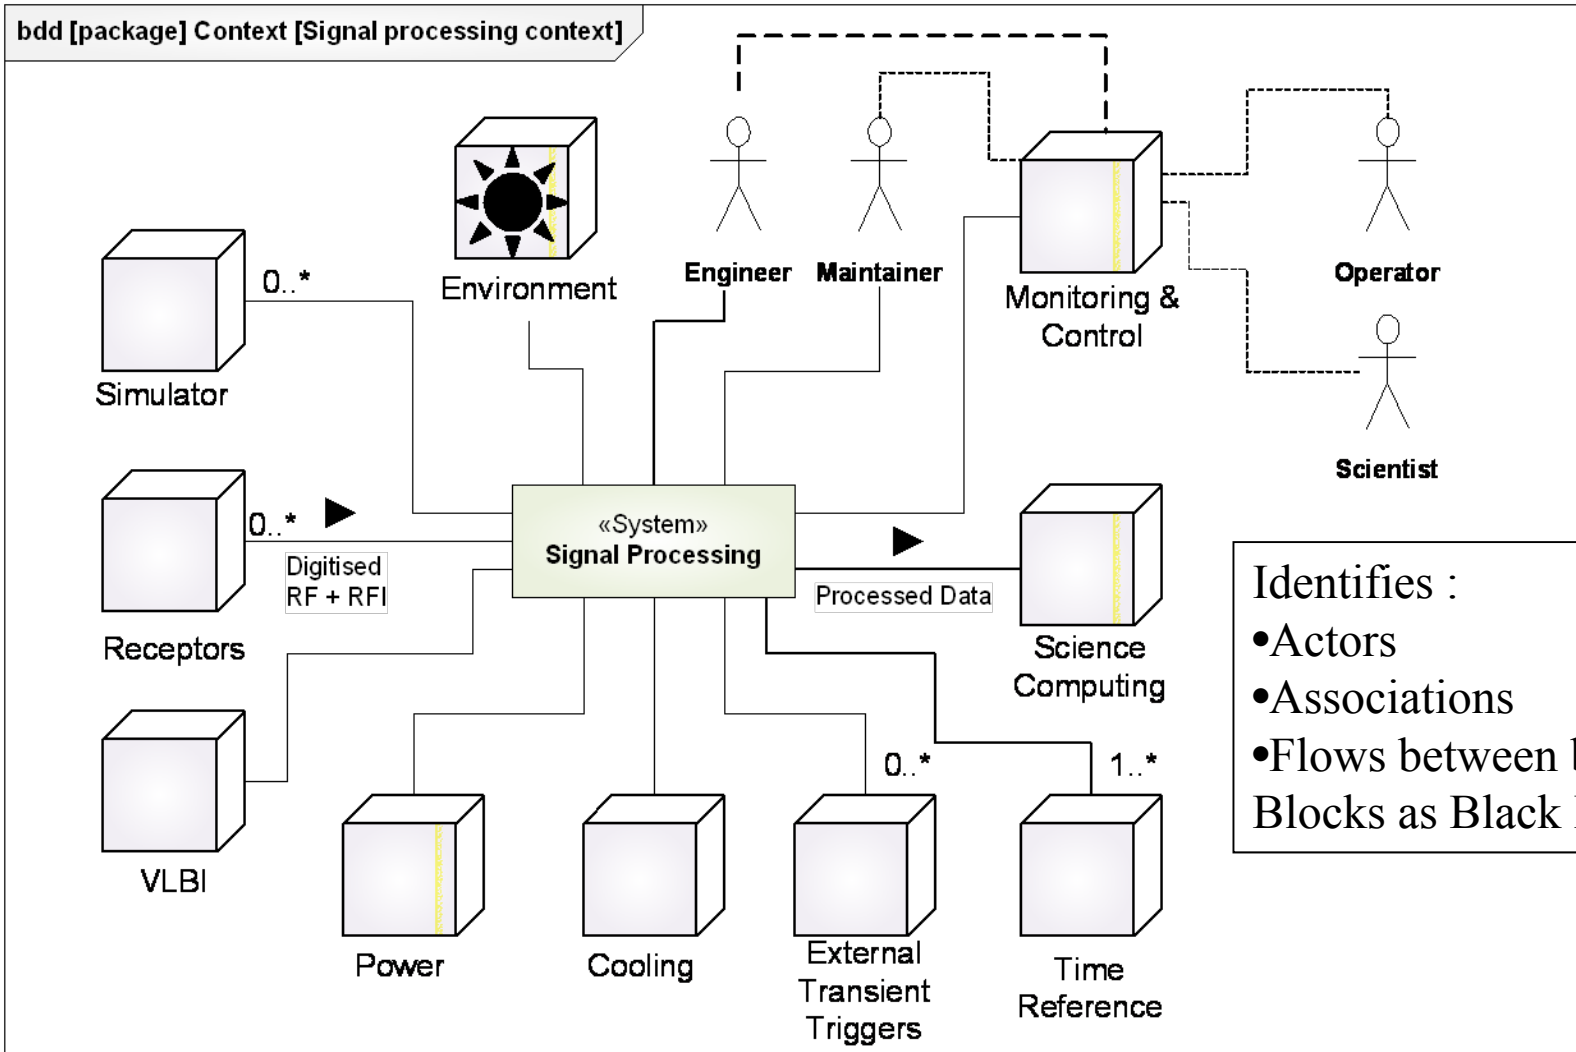 bdd [package] Context [Signal processing context]
Environment
Engineer
Maintainer
Monitoring &
Control
Operator
0..*
Simulator
Scientist
0..*
Digitised
RF + RFI
Receptors
«System»
Signal Processing
Processed Data
Science
Computing
Identifies :
•Actors
•Associations
•Flows between
Blocks as Black
VLBI
0..*
1..*
Power
Cooling
External
Transient
Triggers
Time
Reference